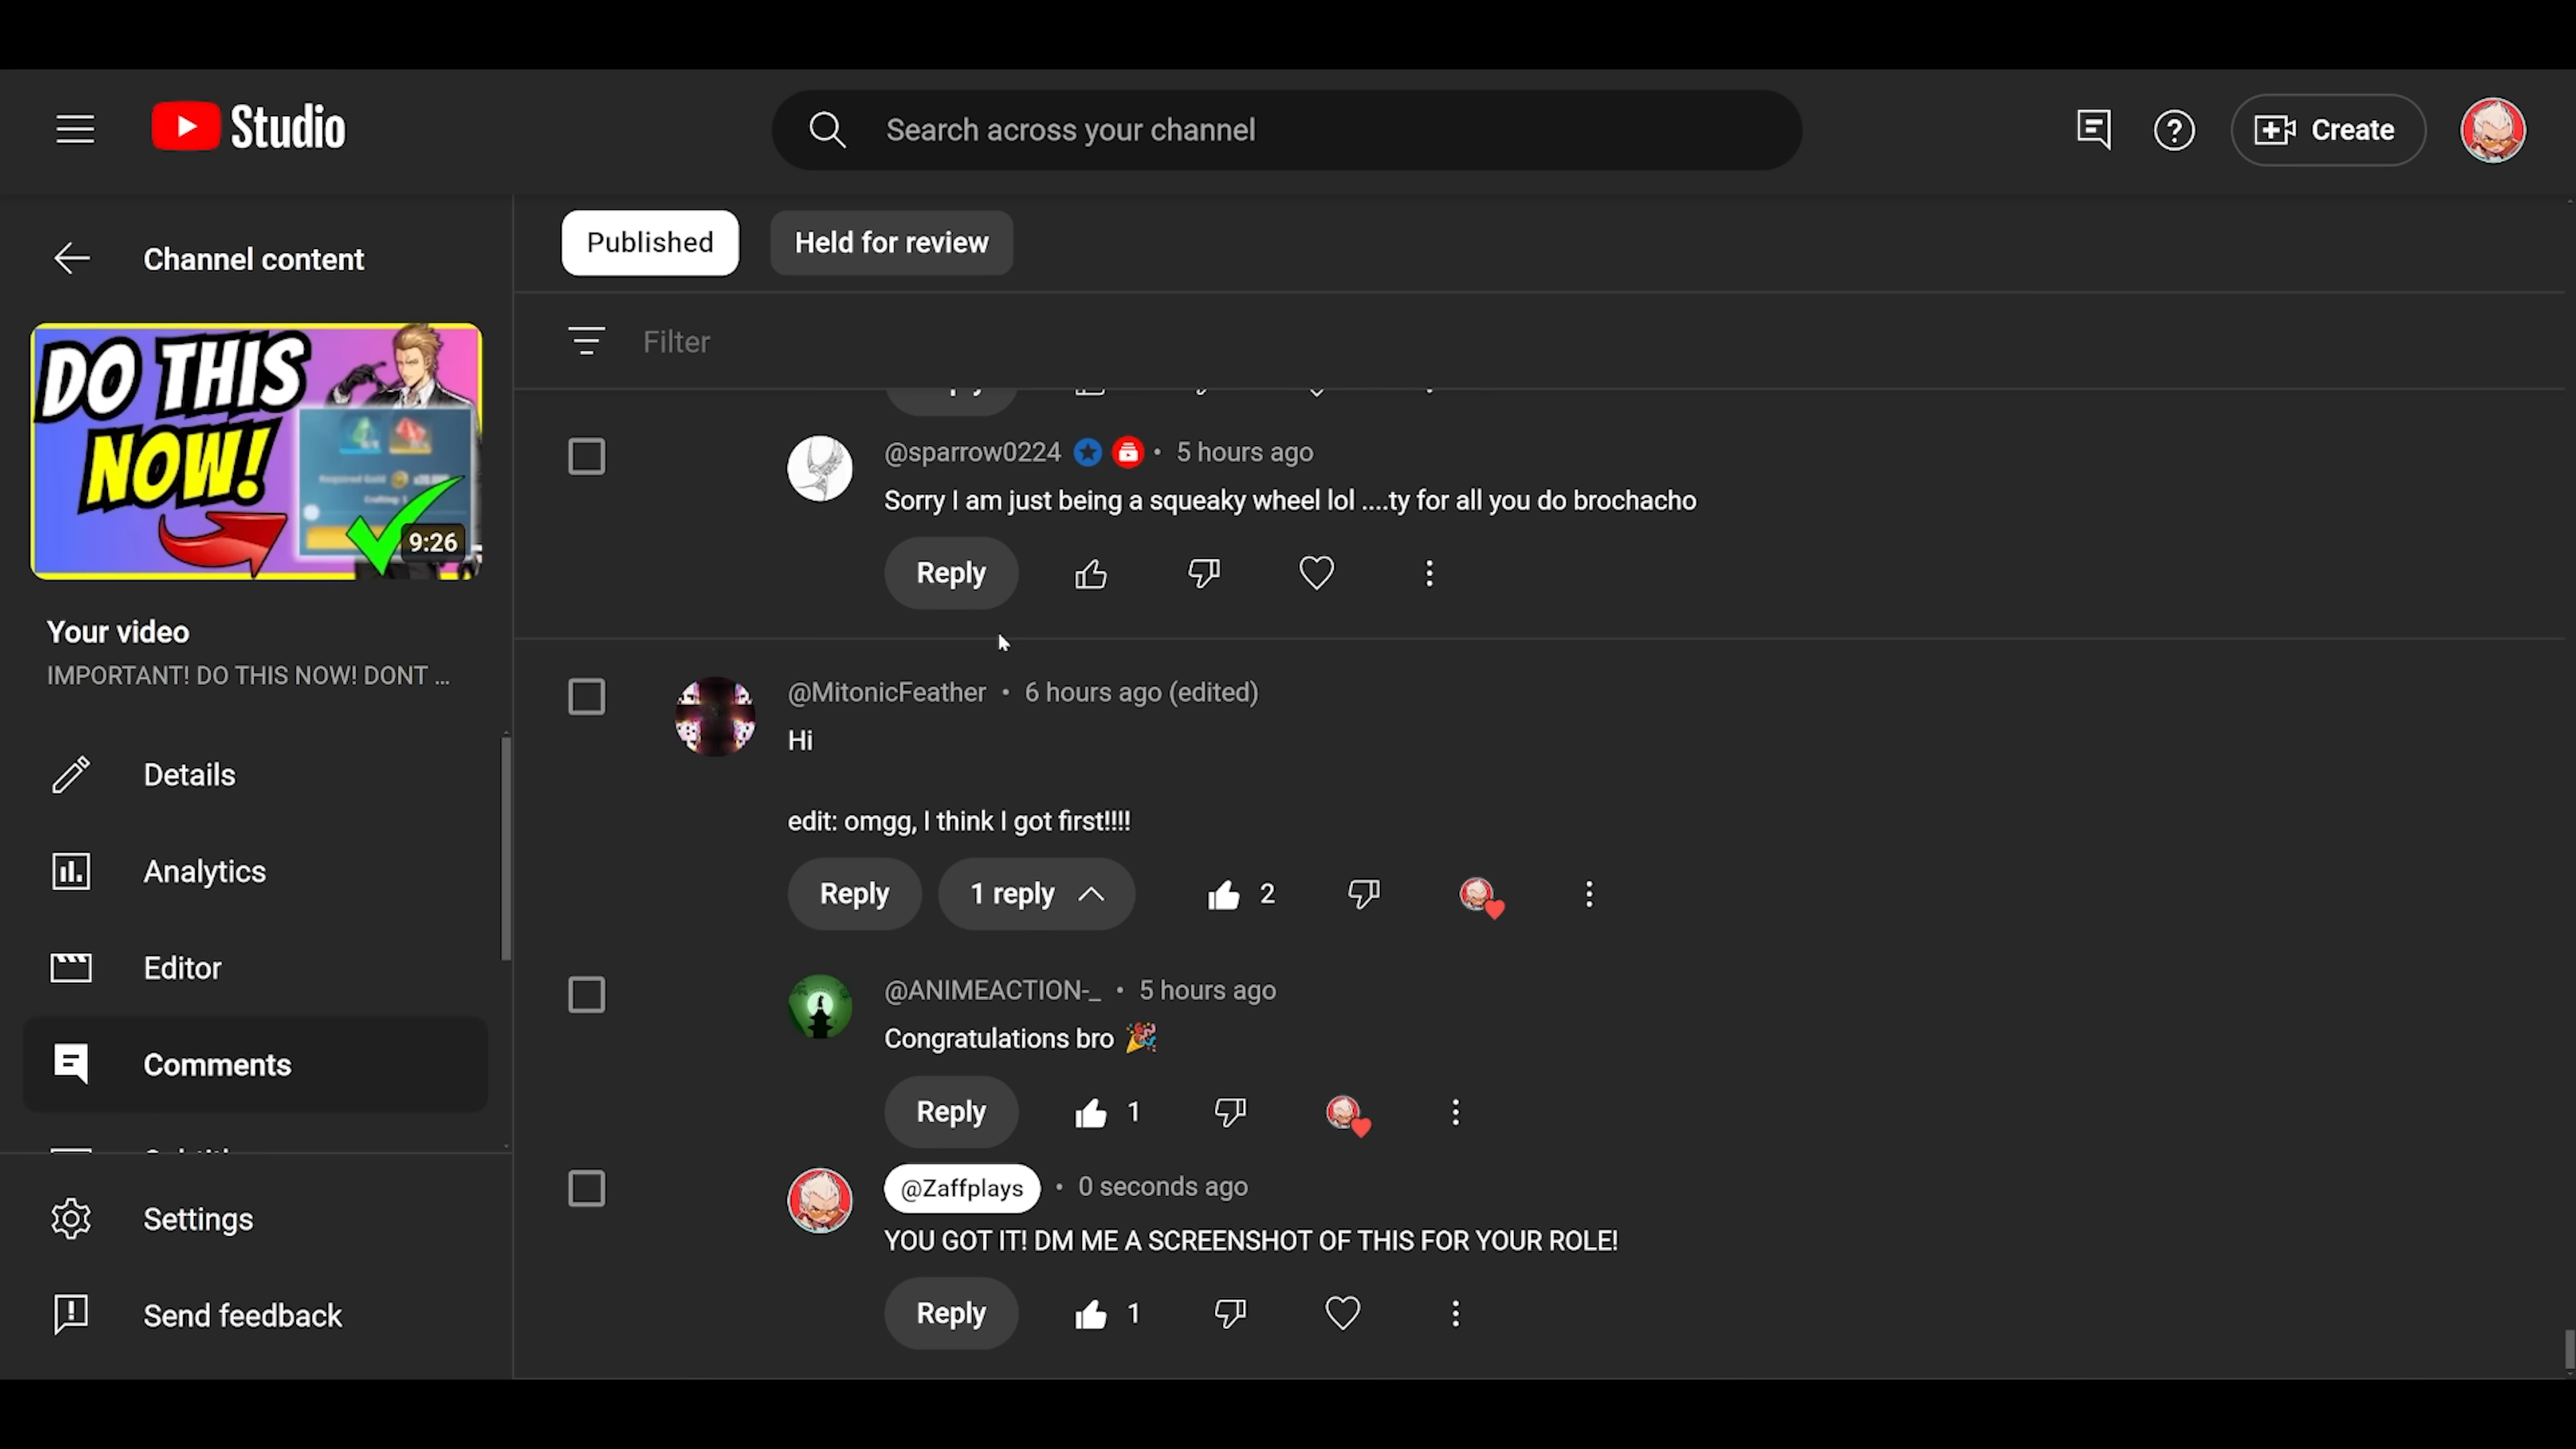 Studio
Search across your channel
Create
Channel content
Published
Held for review
DO THIS
NOW!
9:26
Filter
@sparrow0224 • 5 hours ago
Sorry I am just being a squeaky wheel lol ....ty for all you do brochacho
Reply
Your video
IMPORTANT! DO THIS NOW! DONT ...
@MitonicFeather • 6 hours ago (edited)
Hi
edit: omgg, I think I got first!!!!
Reply
1 reply
2
Details
Analytics
Editor
Comments
@ANIMEACTION-_ • 5 hours ago
Congratulations bro 🎉
Reply
1
@Zaffplays • 0 seconds ago
YOU GOT IT! DM ME A SCREENSHOT OF THIS FOR YOUR ROLE!
Reply
1
Settings
Send feedback